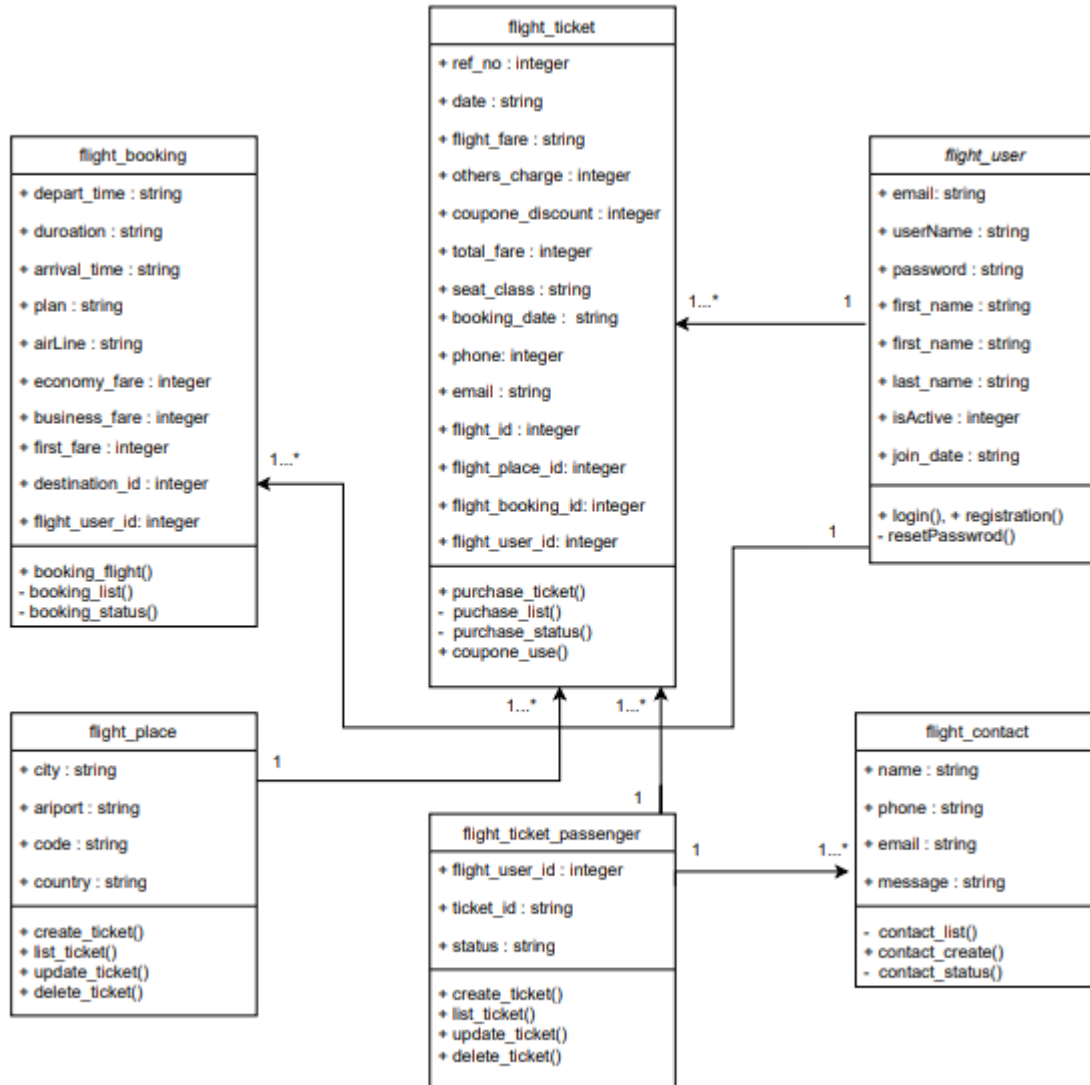 flight_ticket
+ ref_no : integer
+ date : string
+ flight_fare : string
+ others_charge : integer
+ coupone_discount : integer
+ total_fare : integer
+ seat_class : string
+ booking_date : string
+ phone: integer
+ email : string
+ flight_id : integer
+ flight_place_id: integer
+ flight_booking_id: integer
+ flight_user_id: integer
+ purchase_ticket()
- puchase_list()
- purchase_status()
+ coupone_use()
flight_booking
+ depart_time : string
+ duroation : string
+ arrival_time : string
+ plan : string
+ airLine : string
+ economy_fare : integer
+ business_fare : integer
+ first_fare : integer
+ destination_id : integer
+ flight_user_id: integer
+ booking_flight()
- booking_list()
- booking_status()
1...*
flight_user
+ email: string
+ userName : string
+ password : string
+ first_name : string
+ first_name : string
+ last_name : string
+ isActive : integer
+ join_date : string
+ login(), + registration()
- resetPasswrod()
1...*
1
1
flight_place
+ city : string
+ ariport : string
+ code : string
+ country : string
+ create_ticket()
+ list_ticket()
+ update_ticket()
+ delete_ticket()
1
1...*
1...*
1
flight_ticket_passenger
+ flight_user_id : integer
+ ticket_id : string
+ status : string
+ create_ticket()
+ list_ticket()
+ update_ticket()
+ delete_ticket()
1
1...*
flight_contact
+ name : string
+ phone : string
+ email : string
+ message : string
- contact_list()
+ contact_create()
- contact_status()